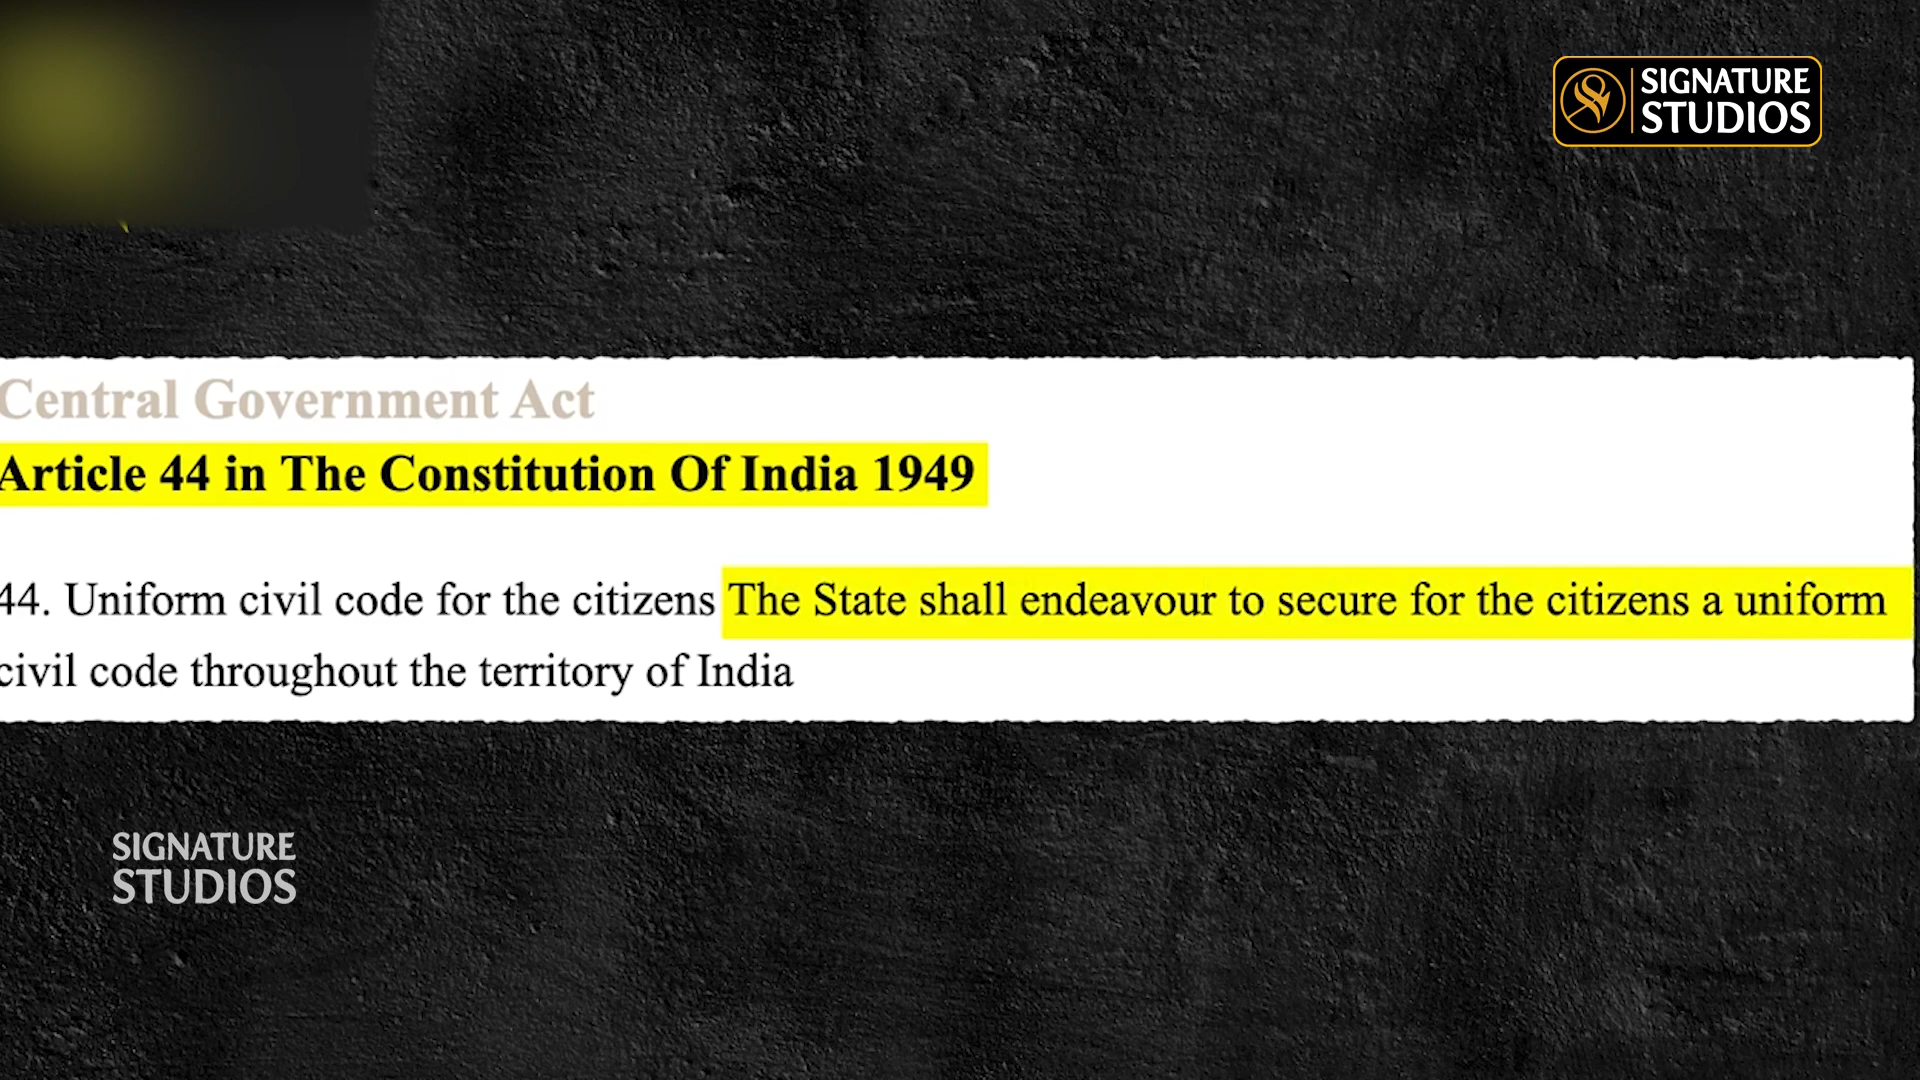 SIGNATURE
STUDIOS
Central Government Act
Article 44 in The Constitution Of India 1949
44. Uniform civil code for the citizens The State shall endeavour to secure for the citizens a uniform
civil code throughout the territory of India
SIGNATURE
STUDIOS